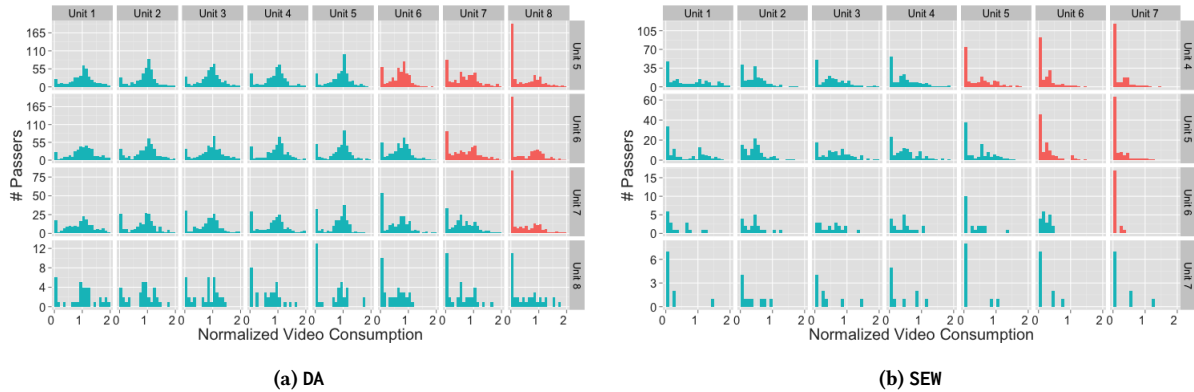 Unit 1 Unit 2 Unit 3 Unit 4 Unit 5 Unit 6 Unit 7 Unit 8
165
110
55
0
Unit 5
165
110
55
0
Unit 6
75
50
25
0
Unit 7
12
8
4
0
Unit 8
# Passers
0 1 2 0 1 2 0 1 2 0 1 2 0 1 2 0 1 2 0 1 2 0 1 2
Normalized Video Consumption
(a) DA
Unit 1 Unit 2 Unit 3 Unit 4 Unit 5 Unit 6 Unit 7
105
70
35
0
Unit 4
60
40
20
0
Unit 5
15
10
5
0
Unit 6
6
4
2
0
Unit 7
# Passers
0 1 2 0 1 2 0 1 2 0 1 2 0 1 2 0 1 2 0 1 2
Normalized Video Consumption
(b) SEW